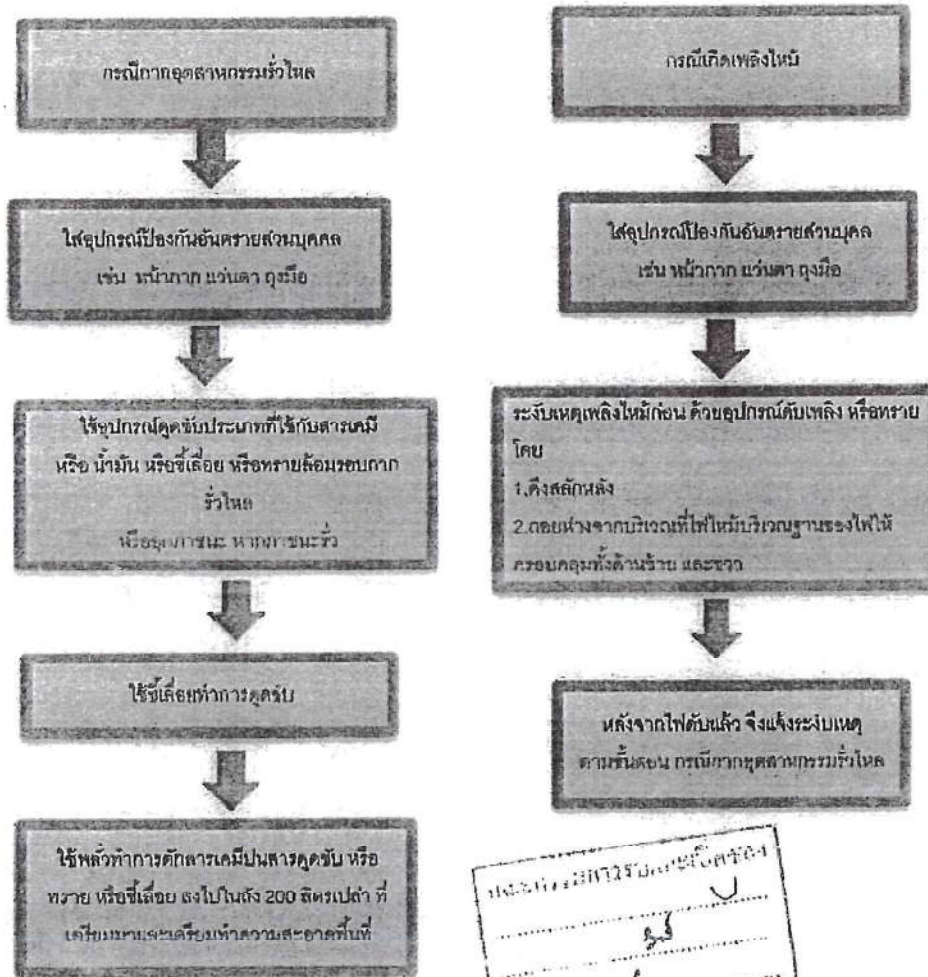 กรณีกากอุตสาหกรรมรั่วไหล
ใส่อุปกรณ์ป้องกันอันตรายส่วนบุคคล
เช่น หน้ากาก แว่นตา ถุงมือ
ใช้อุปกรณ์ดูดซับประเภทที่ใช้กับสารเคมี
หรือ น้ำมัน หรือขี้เลื่อย หรือทรายล้อมรอบกาก
รั่วไหล
หรืออุดภาชนะ หากภาชนะรั่ว
ใช้ขี้เลื่อยทำการดูดซับ
ใช้พลั่วทำการตักสารเคมีปนสารดูดซับ หรือ
ทราย หรือขี้เลื่อย ลงไปในถัง 200 ลิตรเปล่า ที่
เตรียมมาและเตรียมทำความสะอาดพื้นที่
กรณีเกิดเพลิงไหม้
ใส่อุปกรณ์ป้องกันอันตรายส่วนบุคคล
เช่น หน้ากาก แว่นตา ถุงมือ
ระงับเหตุเพลิงไหม้ก่อน ด้วยอุปกรณ์ดับเพลิง หรือทราย
โดย
1.ดึงสลักหลัง
2.ถอยห่างจากบริเวณที่ไฟไหม้บริเวณฐานของไฟให้
ครอบคลุมทั้งด้านซ้าย และขวา
หลังจากไฟดับแล้ว จึงแจ้งระงับเหตุ
ตามขั้นตอน กรณีกากอุตสาหกรรมรั่วไหล